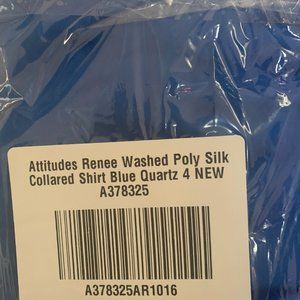 Attitudes Renee Washed Poly Silk
Collared Shirt Blue Quartz 4 NEW
A378325
A378325AR1016